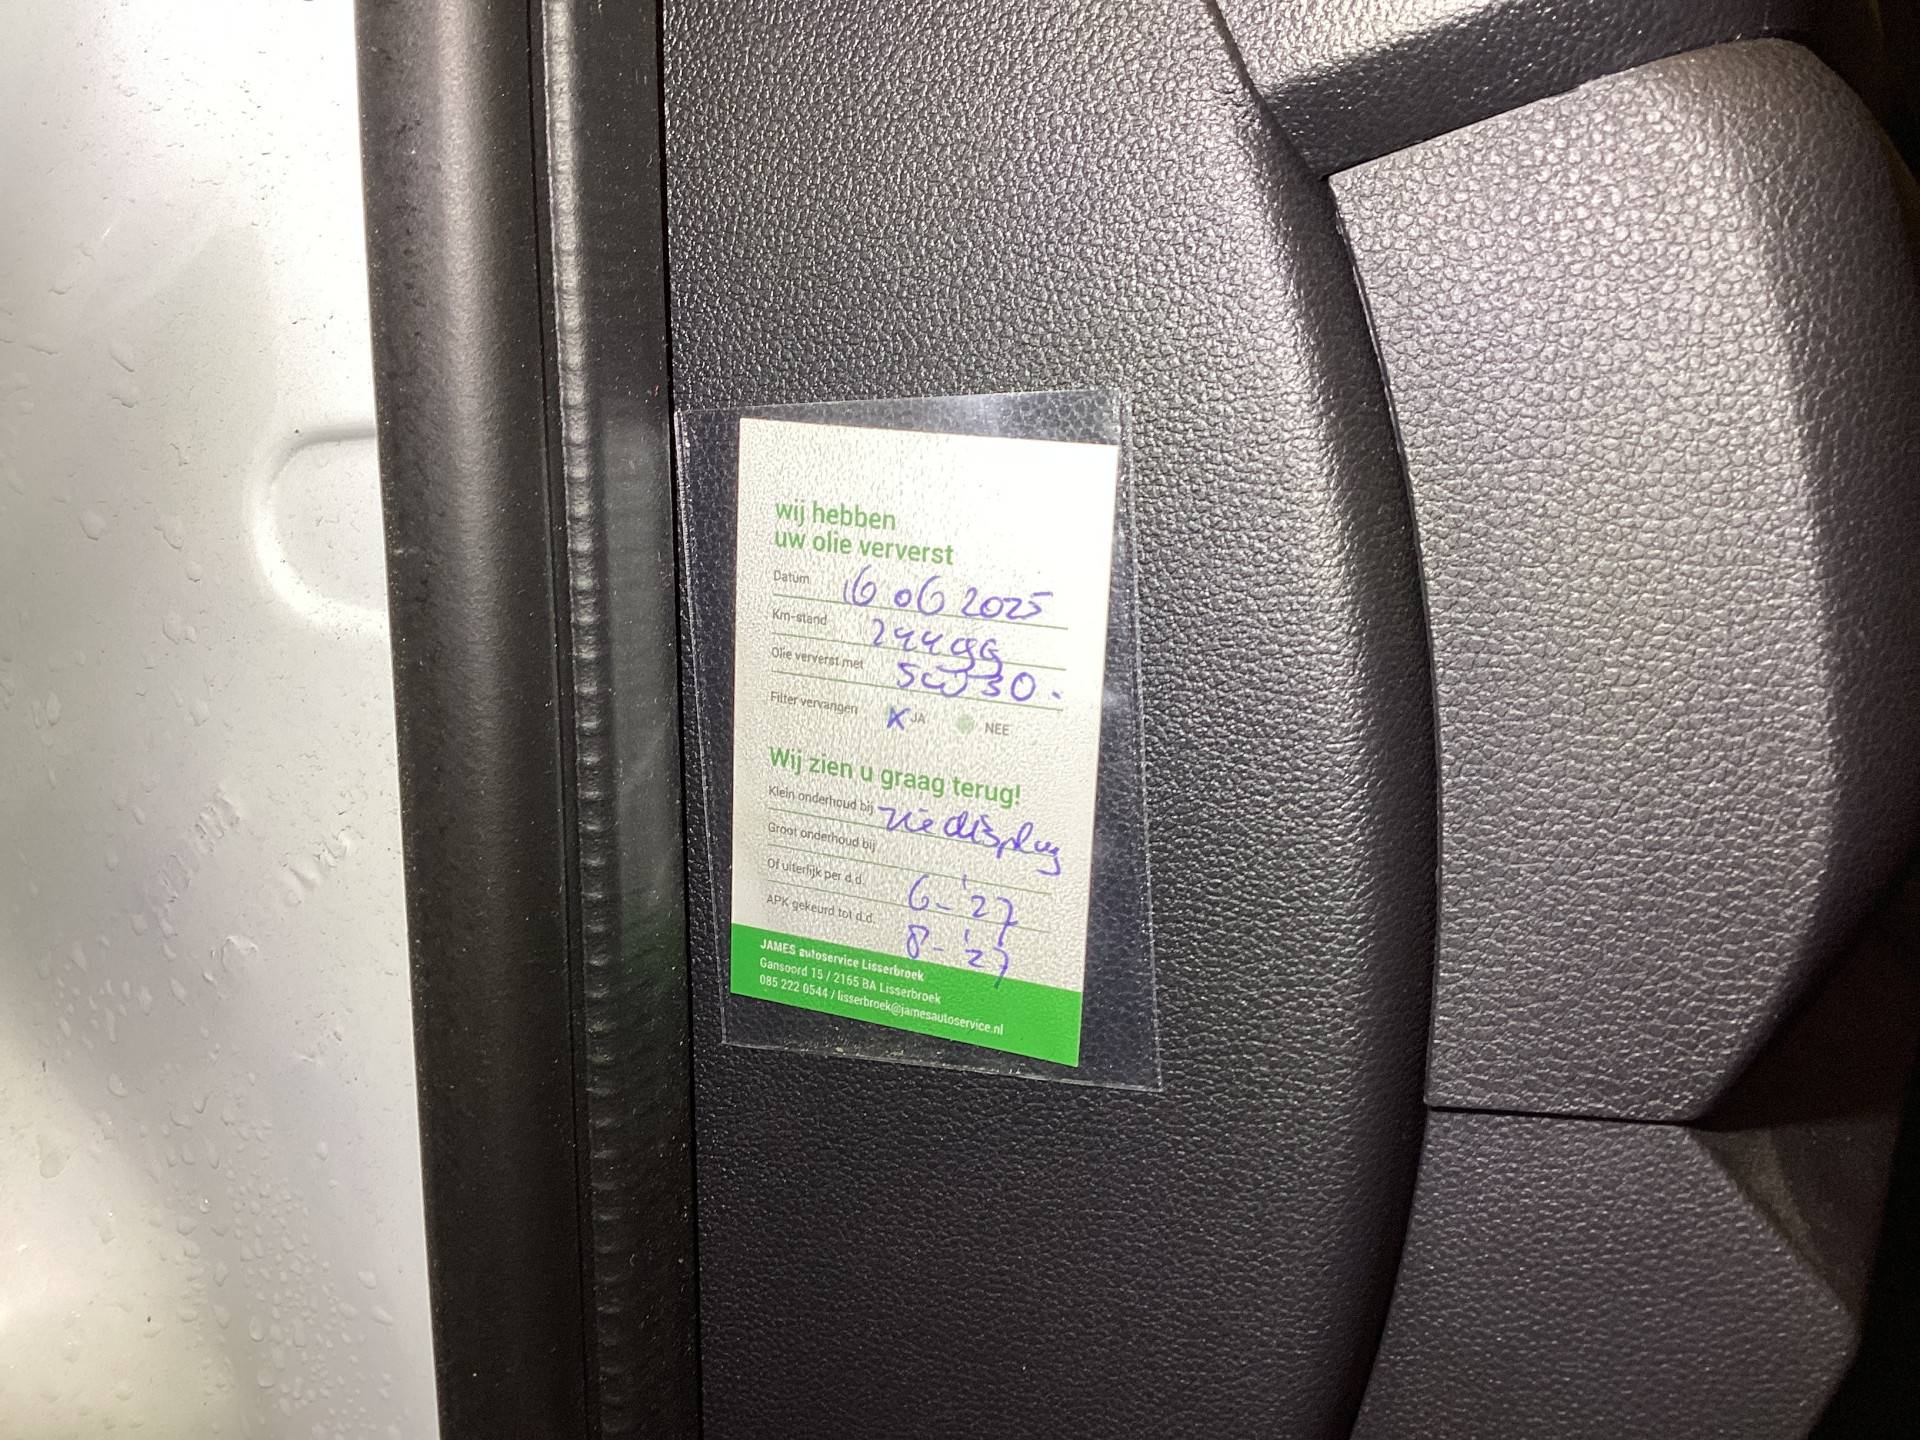 wij hebben
uw olie ververst
Datum 16 06 2025
Km-stand 24499
Olie ververst met 5W30.
Filter vervangen X JA NEE
Wij zien u graag terug!
Klein onderhoud bij zie display
Groot onderhoud bij
Of uiterlijk per d.d. 6-'27
APK gekeurd tot d.d. 8-'27
JAMES autoservice Lisserbroek
Gansoord 15 / 2165 BA Lisserbroek
085 222 0544 / lisserbroek@jamesautoservice.nl